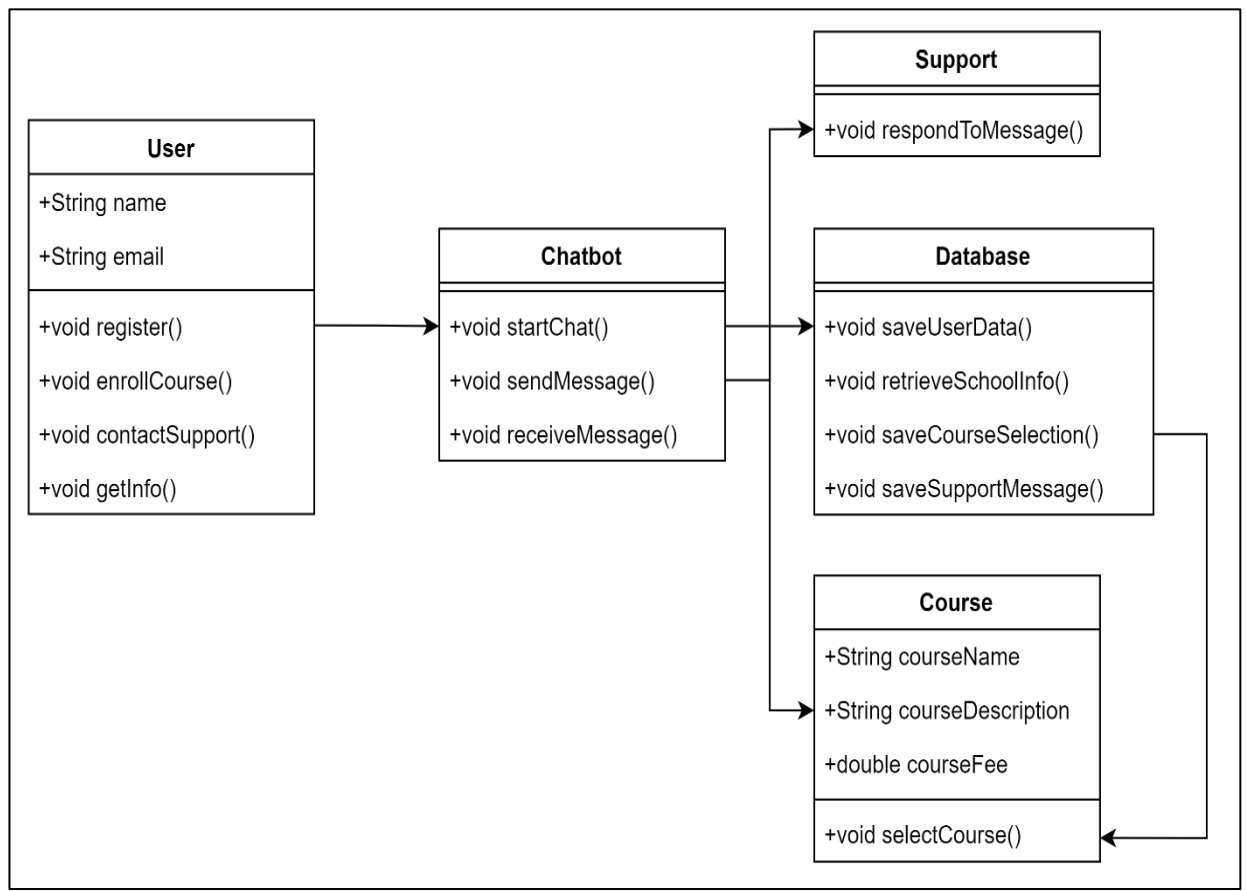 User
+String name
+String email
+void register()
+void enrollCourse()
+void contactSupport()
+void getInfo()
Chatbot
+void startChat()
+void sendMessage()
+void receiveMessage()
Support
+void respondToMessage()
Database
+void saveUserData()
+void retrieveSchoolInfo()
+void saveCourseSelection()
+void saveSupportMessage()
Course
+String courseName
+String courseDescription
+double courseFee
+void selectCourse()